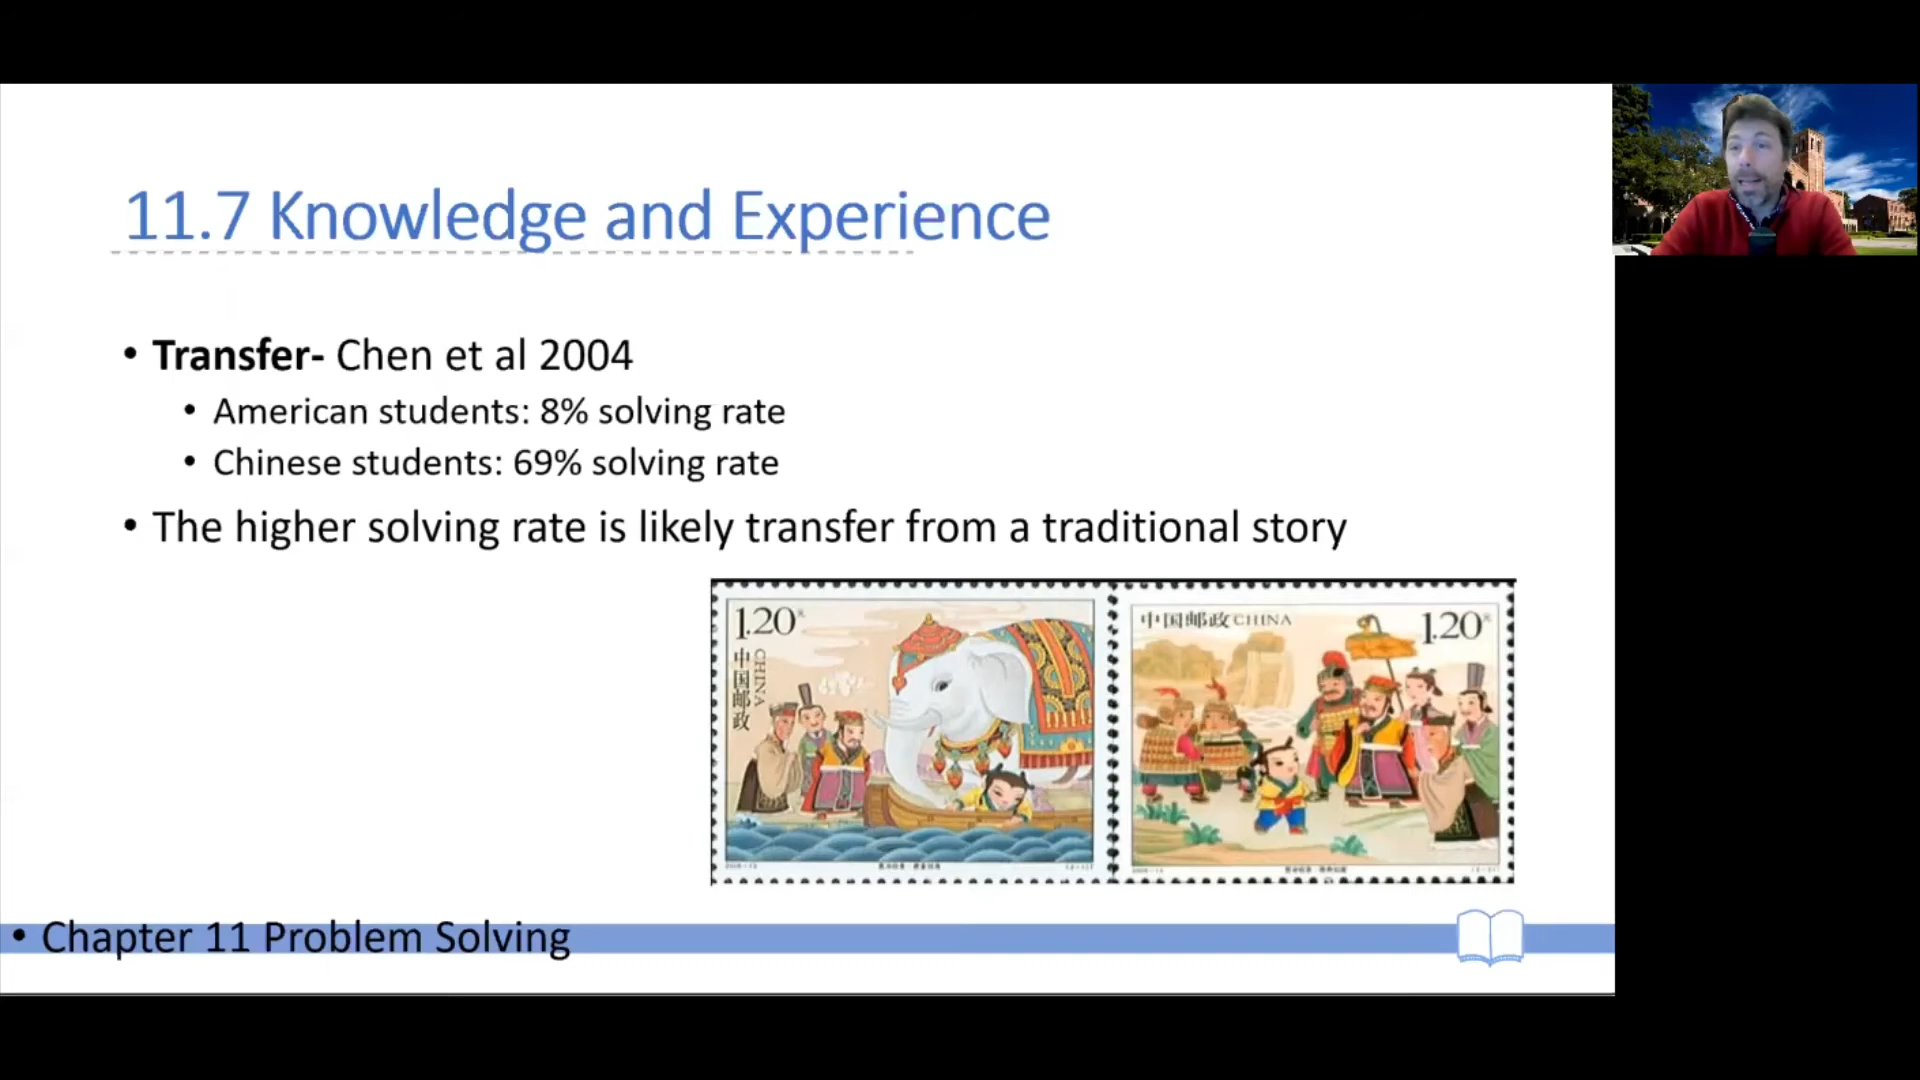 11.7 Knowledge and Experience
• Transfer- Chen et al 2004
• American students: 8% solving rate
• Chinese students: 69% solving rate
• The higher solving rate is likely transfer from a traditional story
1.20
中国邮政
CHINA
中国邮政CHINA
1.20
• Chapter 11 Problem Solving